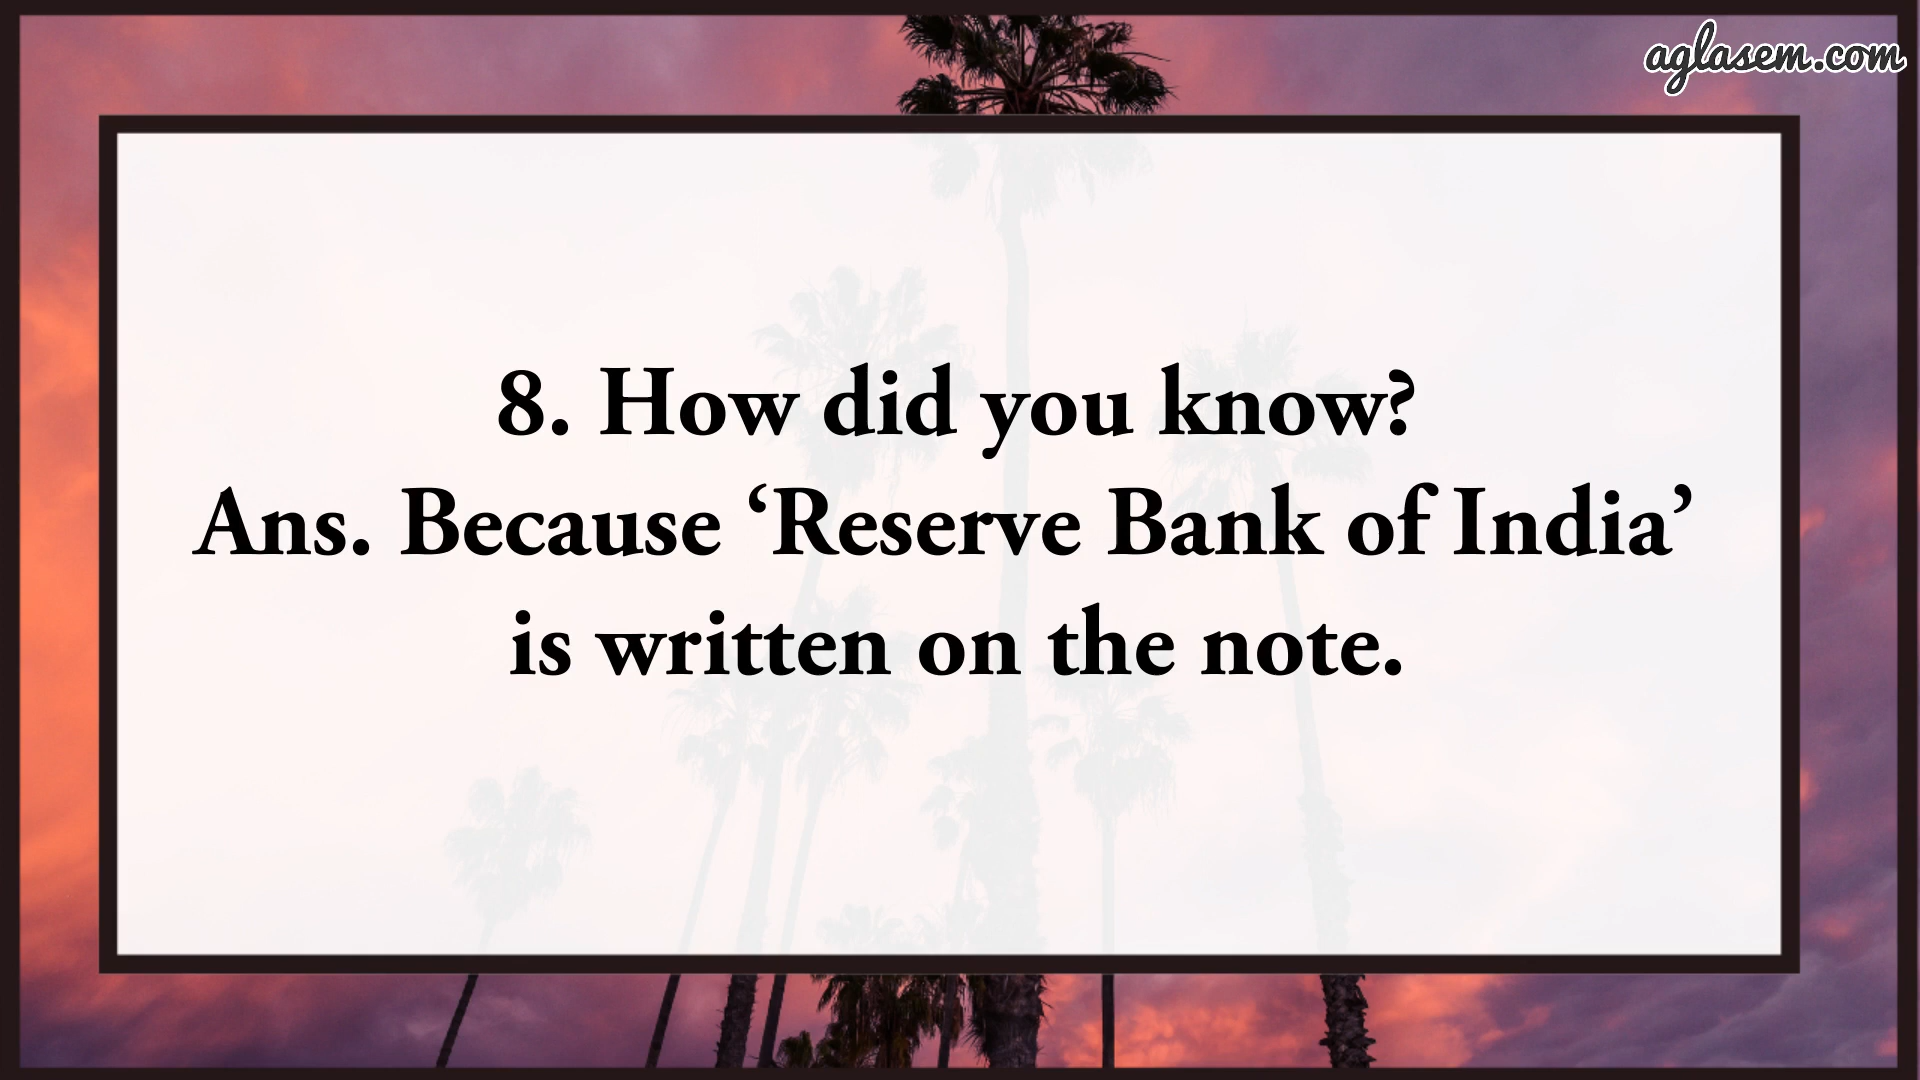 aglasem.com
8. How did you know?
Ans. Because ‘Reserve Bank of India’
is written on the note.